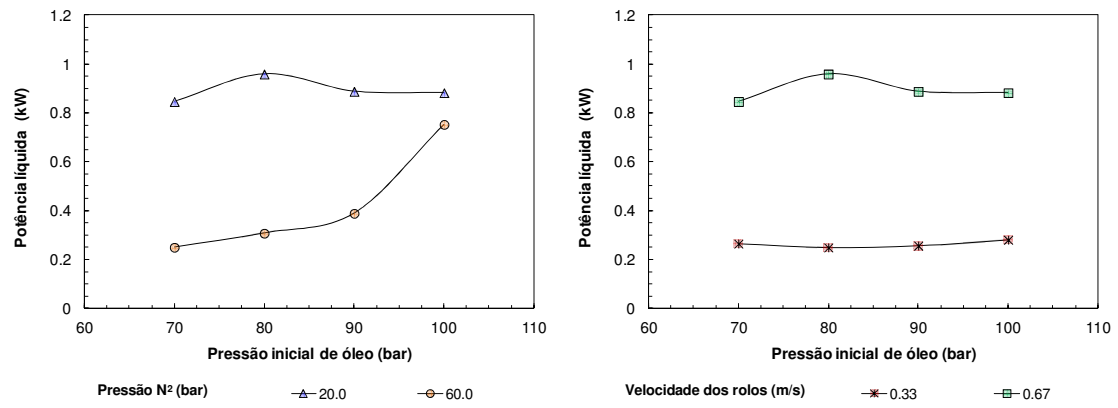 1.2
1
0.8
0.6
0.4
0.2
0
Potência líquida (kW)
60 70 80 90 100 110
Pressão inicial de óleo (bar)
Pressão N² (bar) 20.0 60.0
1.2
1
0.8
0.6
0.4
0.2
0
Potência líquida (kW)
60 70 80 90 100 110
Pressão inicial de óleo (bar)
Velocidade dos rolos (m/s) 0.33 0.67